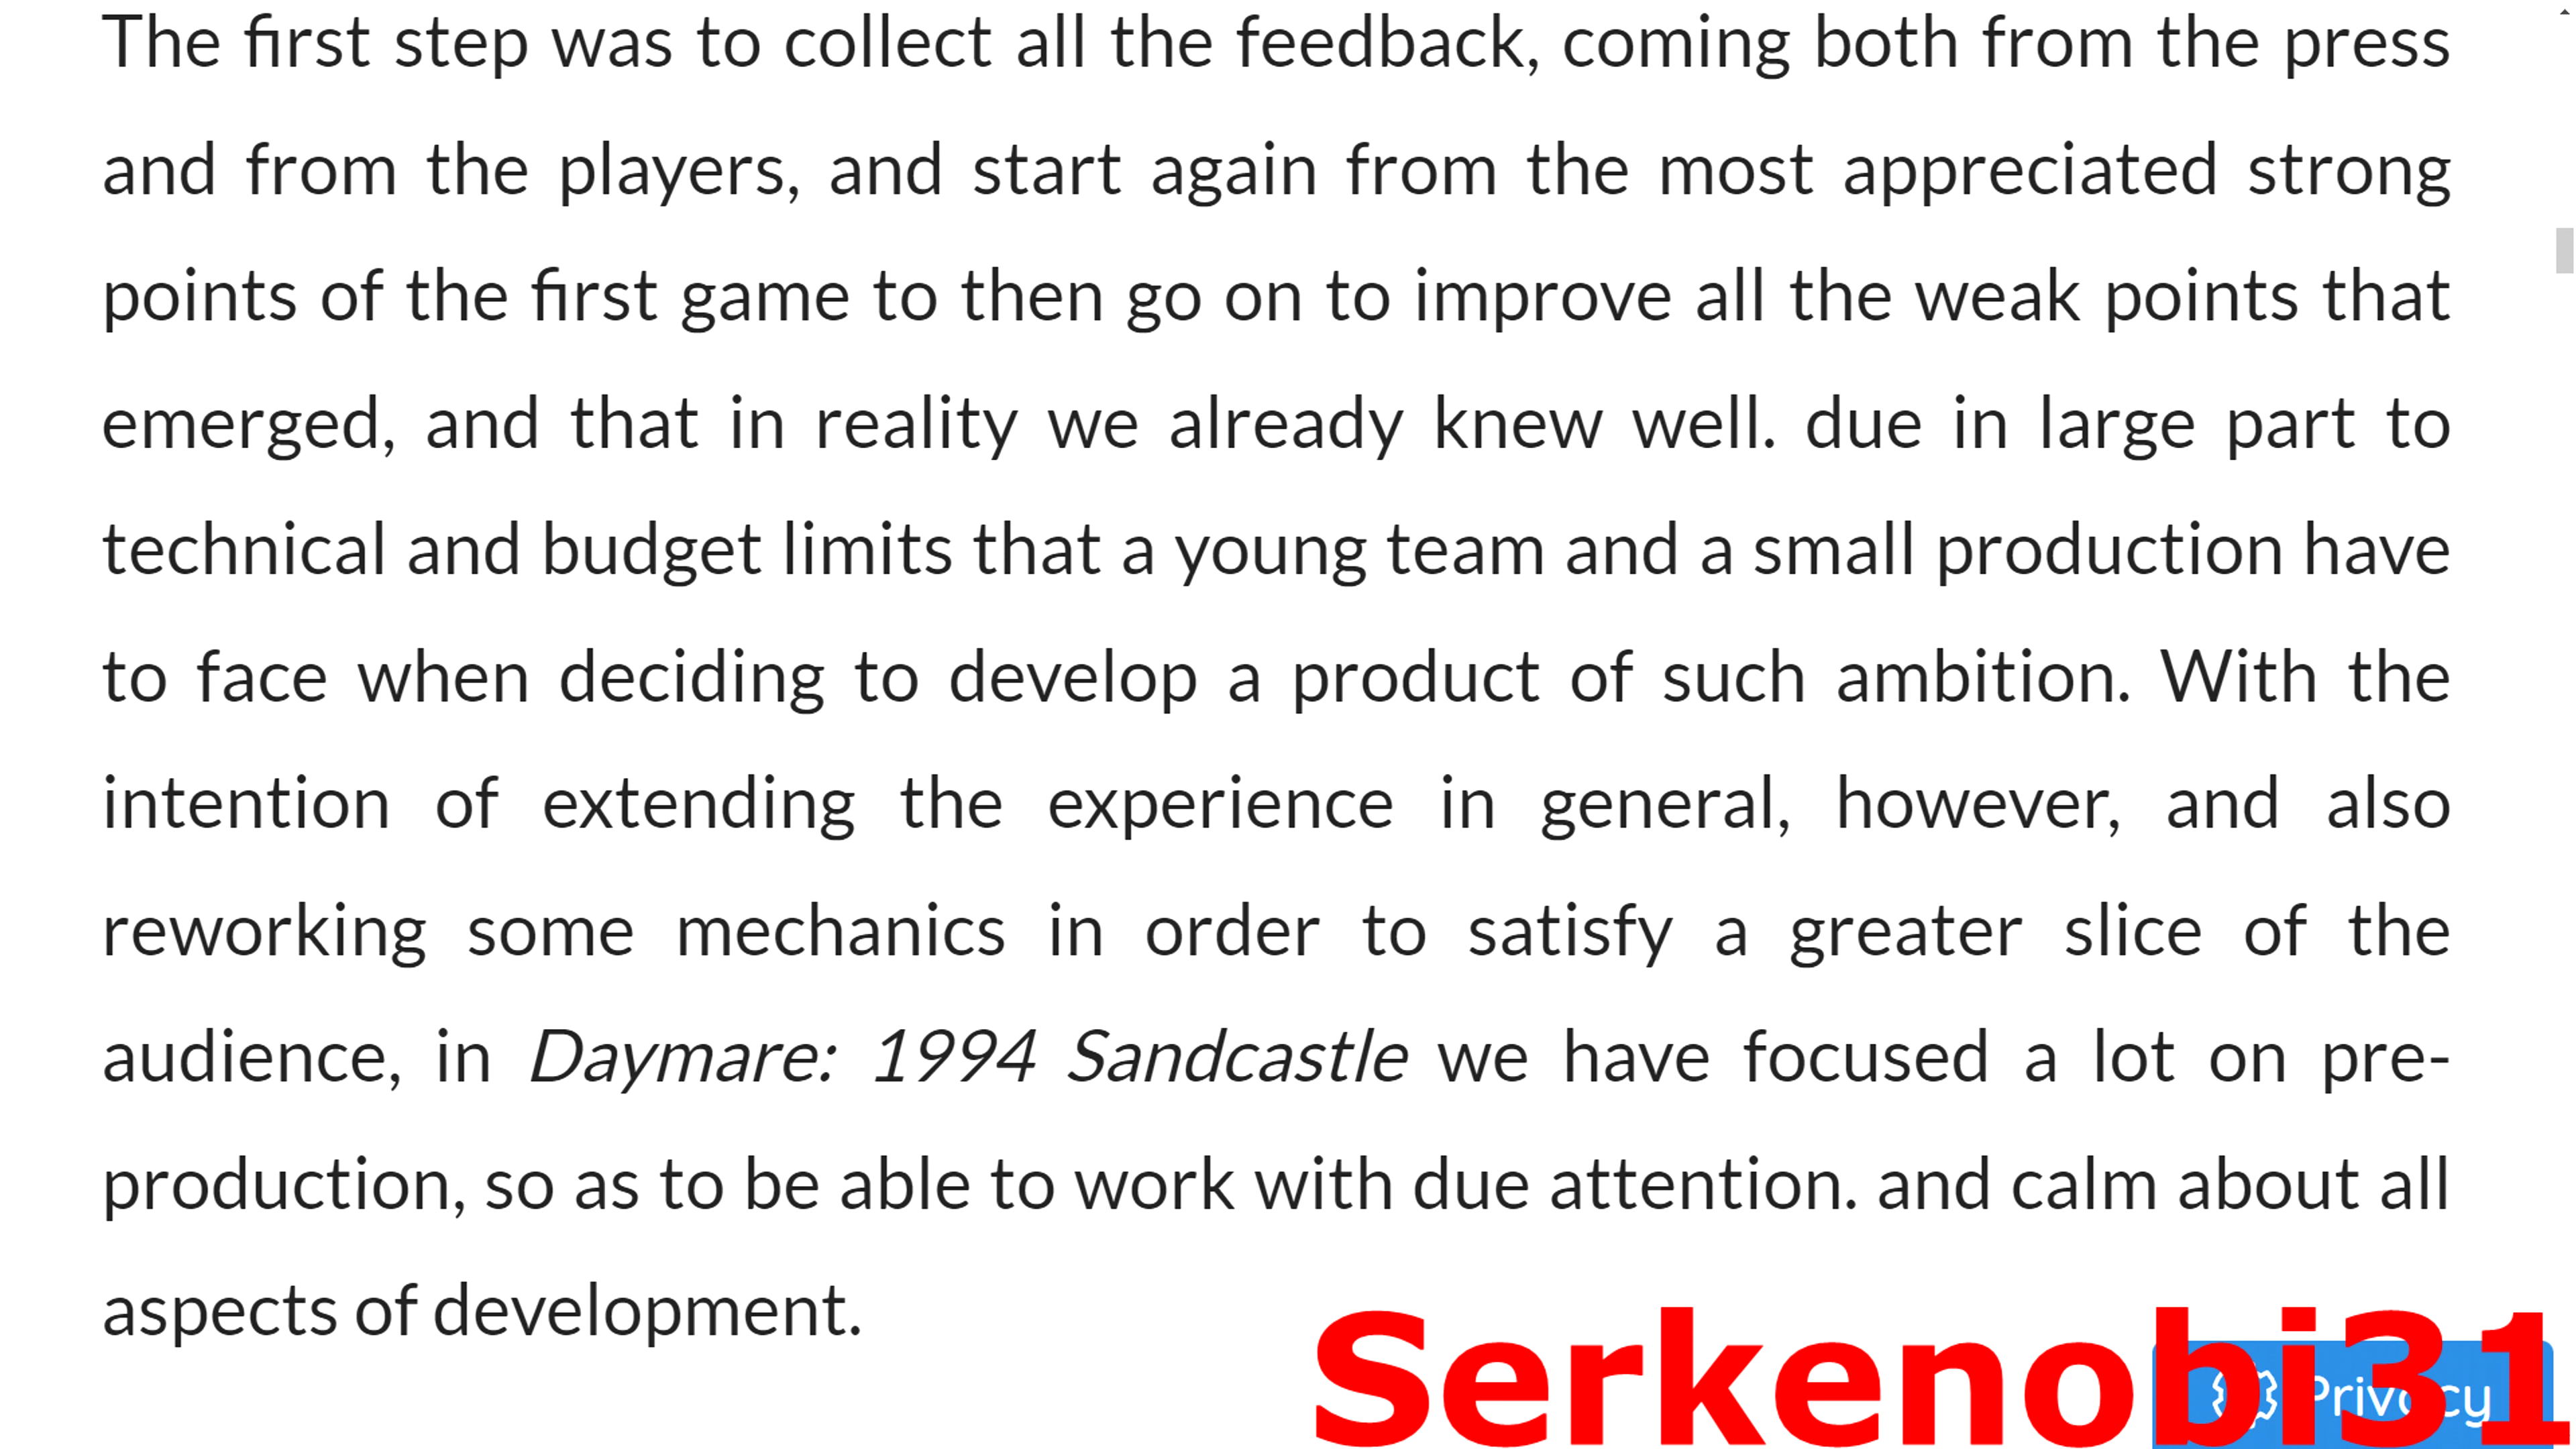 The first step was to collect all the feedback, coming both from the press
and from the players, and start again from the most appreciated strong
points of the first game to then go on to improve all the weak points that
emerged, and that in reality we already knew well. due in large part to
technical and budget limits that a young team and a small production have
to face when deciding to develop a product of such ambition. With the
intention of extending the experience in general, however, and also
reworking some mechanics in order to satisfy a greater slice of the
audience, in Daymare: 1994 Sandcastle we have focused a lot on pre-
production, so as to be able to work with due attention. and calm about all
aspects of development.
Serkenobi31
Privacy